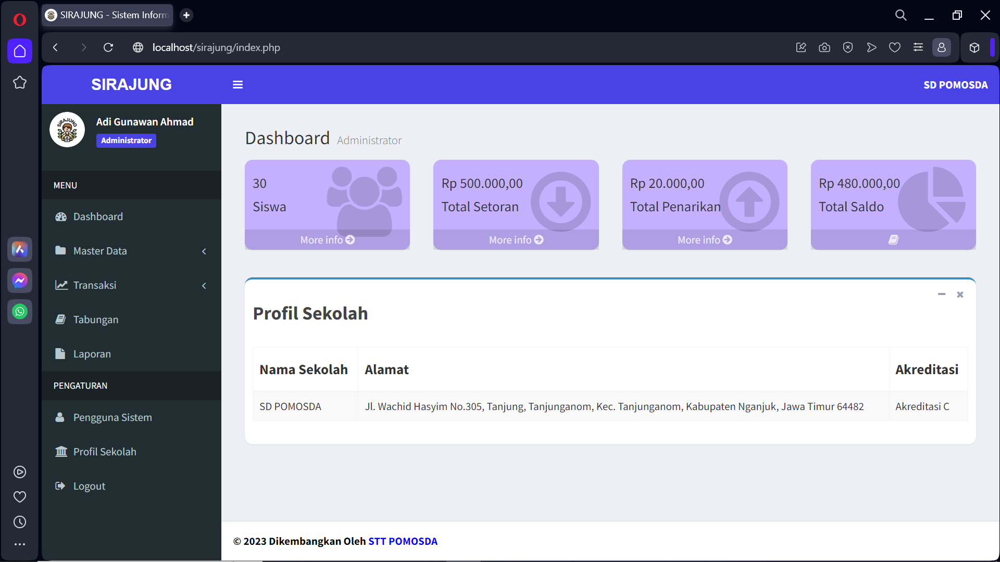 SIRAJUNG - Sistem Inform
localhost/sirajung/index.php
SIRAJUNG
SD POMOSDA
SIRAJUNG
Adi Gunawan Ahmad
Administrator
MENU
Dashboard
Master Data
Transaksi
Tabungan
Laporan
PENGATURAN
Pengguna Sistem
Profil Sekolah
Logout
Dashboard Administrator
30
Siswa
More info
Rp 500.000,00
Total Setoran
More info
Rp 20.000,00
Total Penarikan
More info
Rp 480.000,00
Total Saldo
Profil Sekolah
Nama Sekolah Alamat Akreditasi
SD POMOSDA Jl. Wachid Hasyim No.305, Tanjung, Tanjunganom, Kec. Tanjunganom, Kabupaten Nganjuk, Jawa Timur 64482 Akreditasi C
© 2023 Dikembangkan Oleh STT POMOSDA